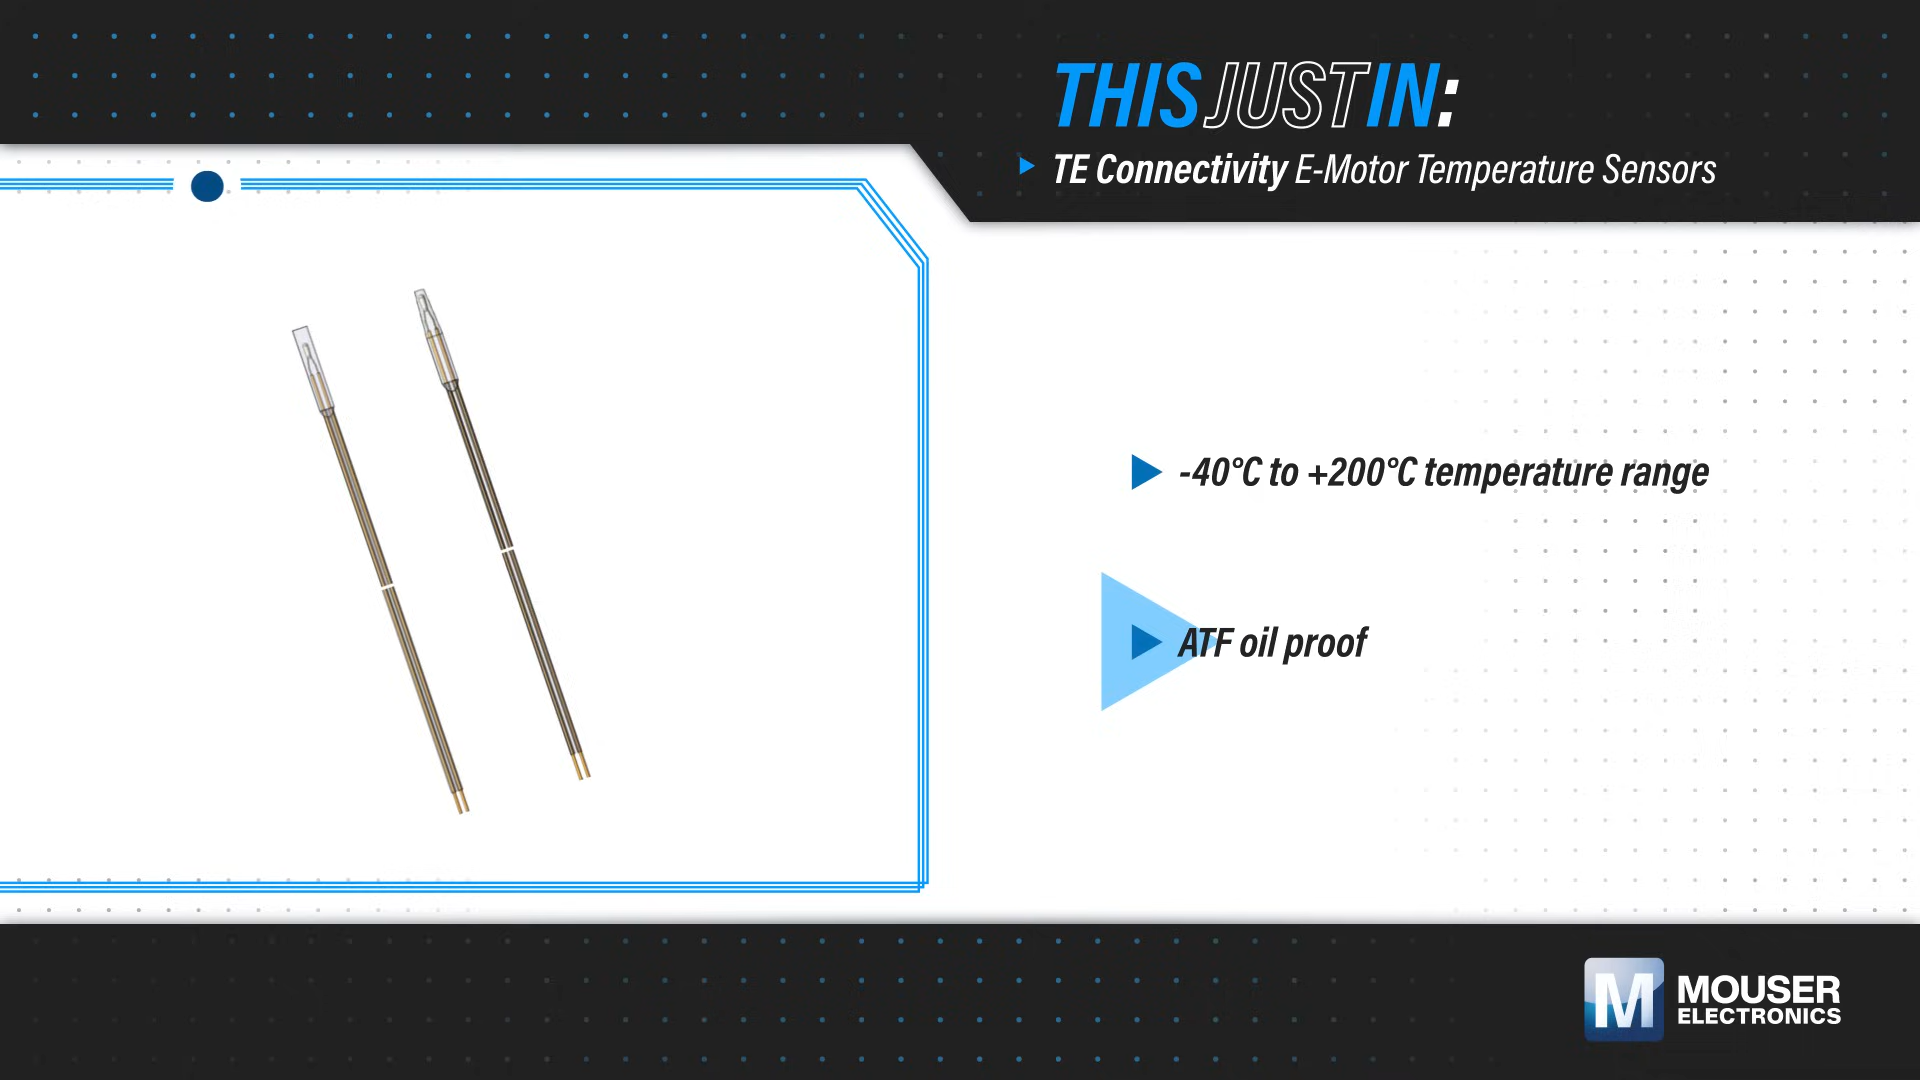 THIS JUST IN:
TE Connectivity E-Motor Temperature Sensors
-40°C to +200°C temperature range
ATF oil proof
M MOUSER
ELECTRONICS